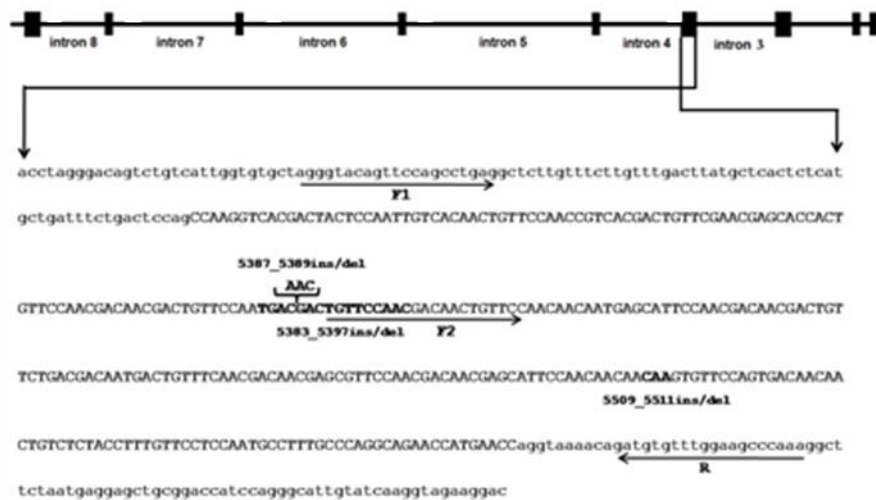 intron 8 intron 7 intron 6 intron 5 intron 4 intron 3
acctagggacagtctgtcattggtgtgctagggtacagttccagcctgaggctcttgtttcttgtttgacttatgctcactctcat
F1
gctgatttctgactccagCCAAGGTCACGACTACTCCAATTGTCACAACTGTTCCAACCGTCACGACTGTTCGAACGAGCACCACT
5387_5389ins/del
AAC
GTTCCAACGACAACGACTGTTCCAATGACGACTGTTCCAACGACAACTGTTCCAACAACAATGAGCATTCCAACGACAACGACTGT
5383_5397ins/del F2
TCTGACGACAATGACTGTTTCAACGACAACGAGCGTTCCAACGACAACGAGCATTCCAACAACAACAAGTGTTCCAGTGACAACAA
5509_5511ins/del
CTGTCTCTACCTTTGTTCCTCCAATGCCTTTGCCCAGGCAGAACCATGAACCaggtaaaacagatgtgtttggaagcccaaaggct
R
tctaatgaggagctgcggaccatccagggcattgtatcaaggtagaaggac